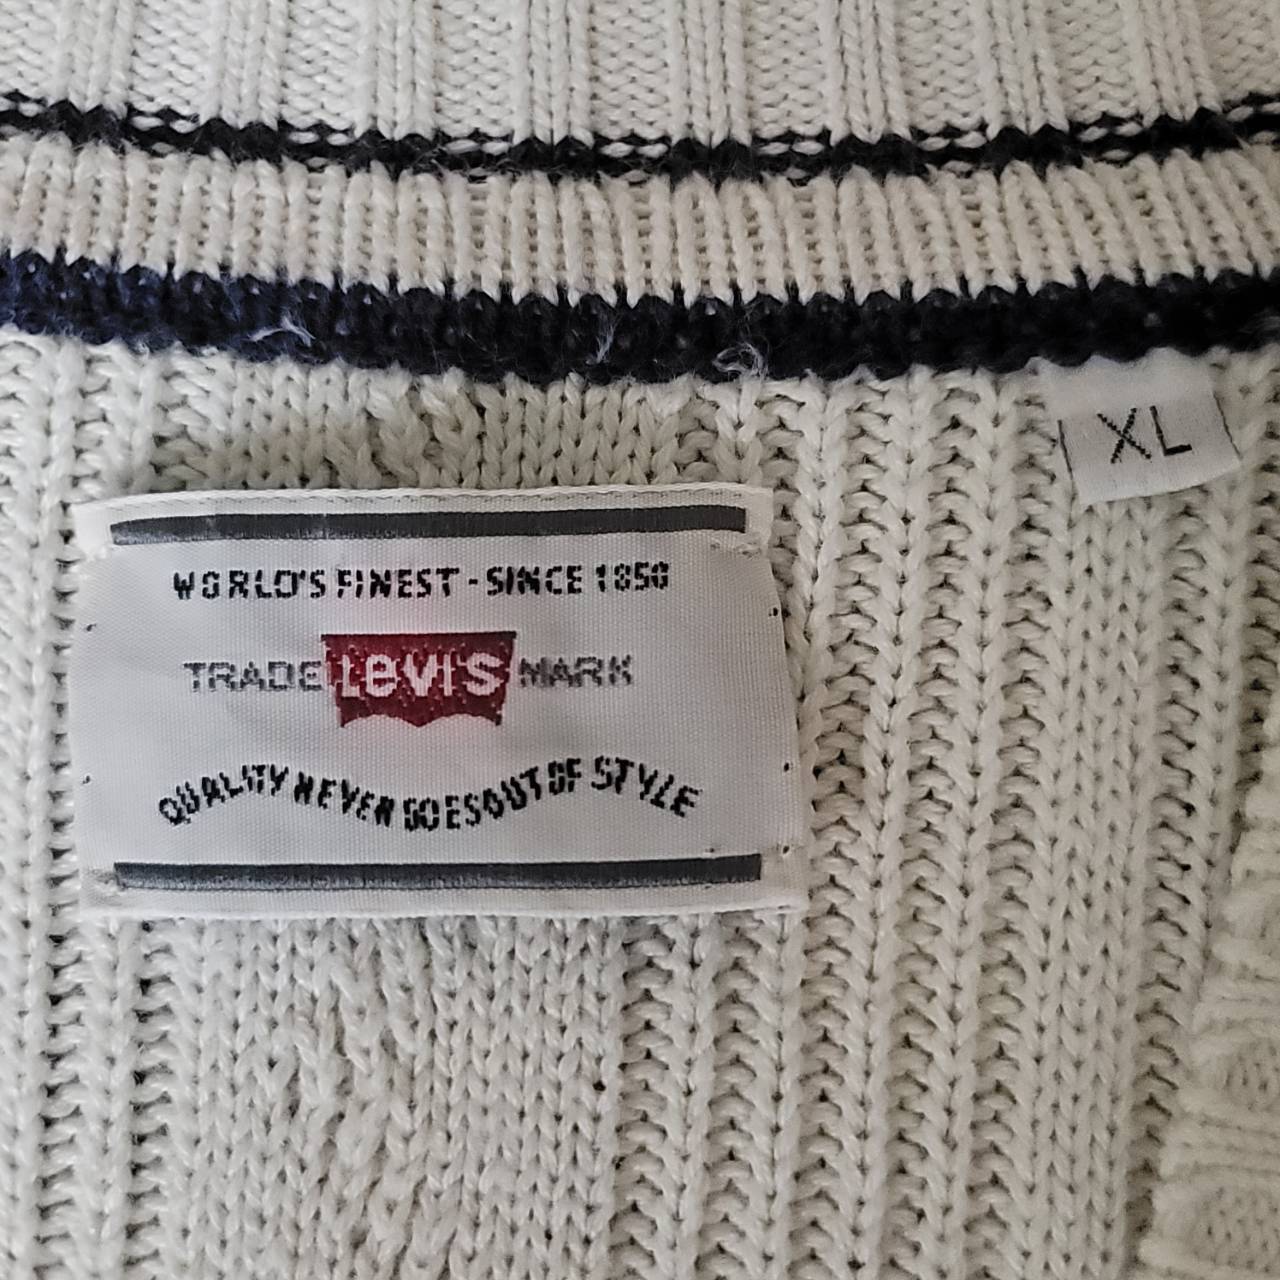 XL
WORLD'S FINEST - SINCE 1850
TRADE Levi's MARK
QUALITY NEVER GOES OUT OF STYLE